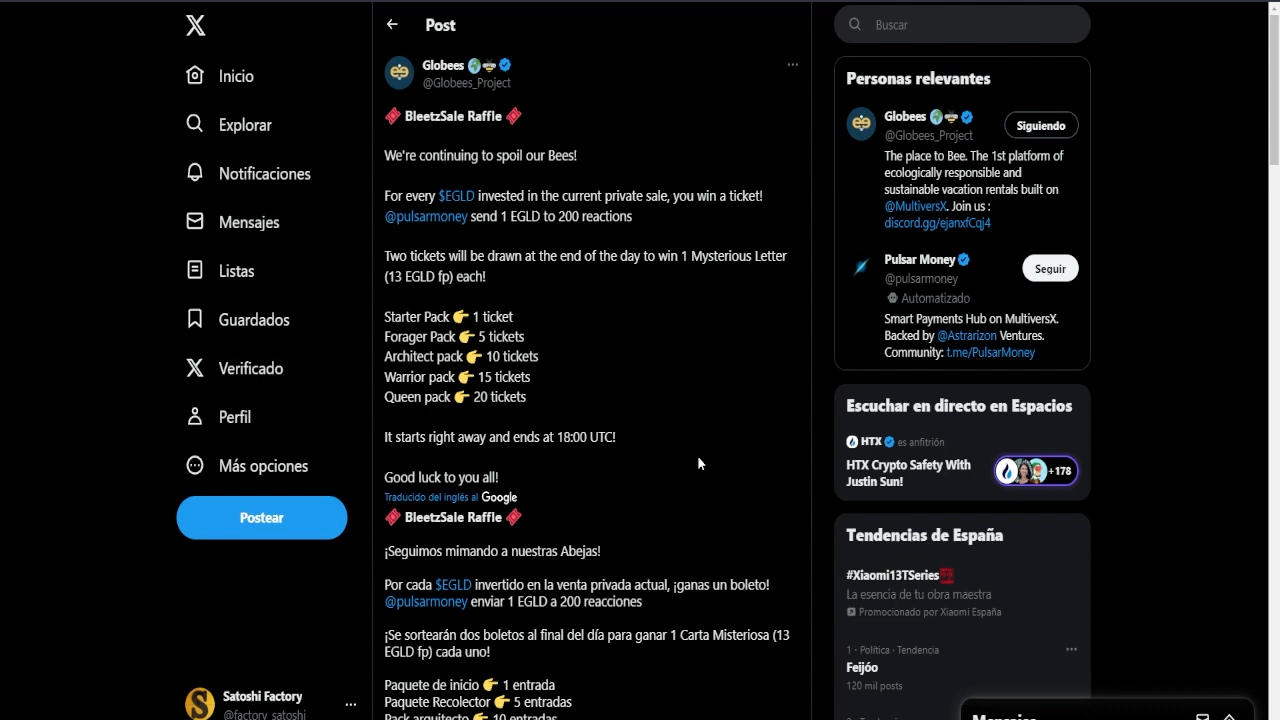 Inicio
Explorar
Notificaciones
Mensajes
Listas
Guardados
Verificado
Perfil
Más opciones
Postear
Satoshi Factory
@factory_satoshi
Post
Globees
@Globees_Project
BleetzSale Raffle
We're continuing to spoil our Bees!
For every $EGLD invested in the current private sale, you win a ticket!
@pulsarmoney send 1 EGLD to 200 reactions
Two tickets will be drawn at the end of the day to win 1 Mysterious Letter
(13 EGLD fp) each!
Starter Pack 👉 1 ticket
Forager Pack 👉 5 tickets
Architect pack 👉 10 tickets
Warrior pack 👉 15 tickets
Queen pack 👉 20 tickets
It starts right away and ends at 18:00 UTC!
Good luck to you all!
Traducido del inglés al Google
BleetzSale Raffle
¡Seguimos mimando a nuestras Abejas!
Por cada $EGLD invertido en la venta privada actual, ¡ganas un boleto!
@pulsarmoney enviar 1 EGLD a 200 reacciones
¡Se sortearán dos boletos al final del día para ganar 1 Carta Misteriosa (13
EGLD fp) cada uno!
Paquete de inicio 👉 1 entrada
Paquete Recolector 👉 5 entradas
Pack arquitecto 👉 10 entradas
Buscar
Personas relevantes
Globees
@Globees_Project
Siguiendo
The place to Bee. The 1st platform of
ecologically responsible and
sustainable vacation rentals built on
@MultiversX. Join us :
discord.gg/ejanxfCqj4
Pulsar Money
@pulsarmoney
Seguir
Automatizado
Smart Payments Hub on MultiversX.
Backed by @Astrarizon Ventures.
Community: t.me/PulsarMoney
Escuchar en directo en Espacios
HTX es anfitrión
HTX Crypto Safety With
Justin Sun!
+178
Tendencias de España
#Xiaomi13TSeries
La esencia de tu obra maestra
Promocionado por Xiaomi España
1 · Política · Tendencia
Feijóo
120 mil posts
Mensajes